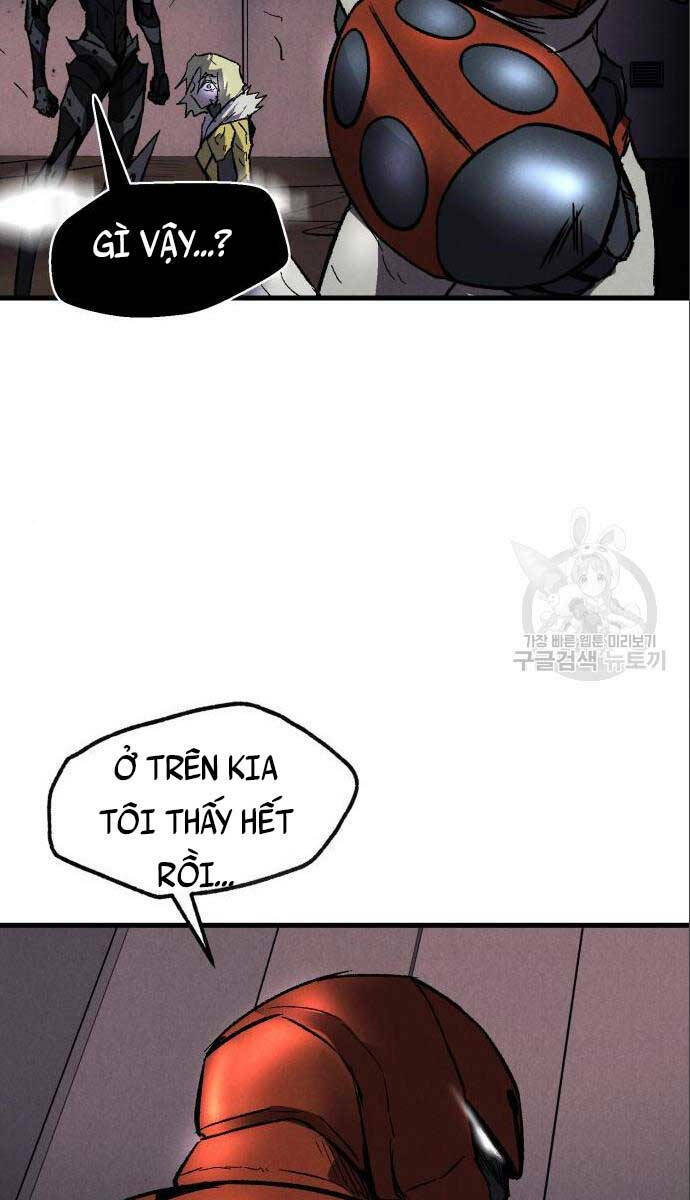 GÌ VẬY...?
가장 빠른 웹툰 미리보기
구글검색 뉴토끼
Ở TRÊN KIA
TÔI THẤY HẾT
RỒI...